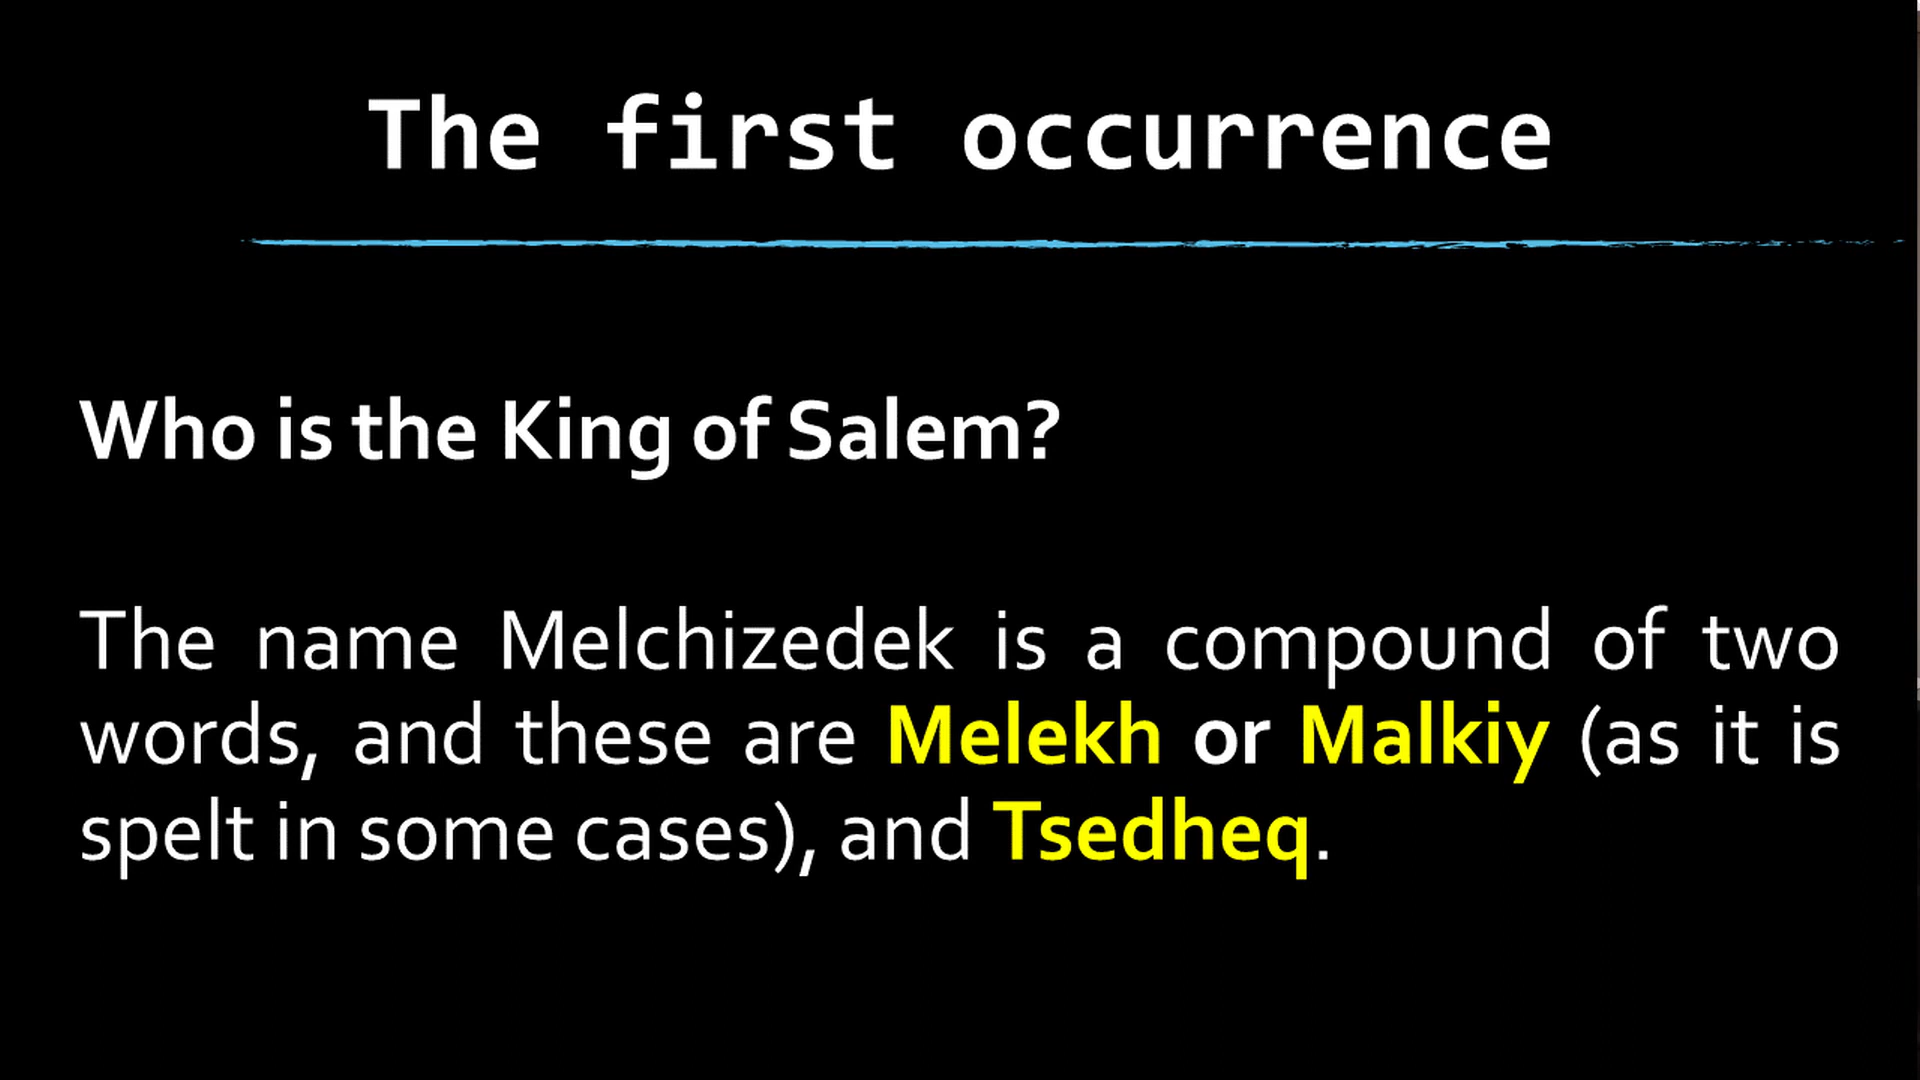 The first occurrence
Who is the King of Salem?
The name Melchizedek is a compound of two
words, and these are Melekh or Malkiy (as it is
spelt in some cases), and Tsedheq.